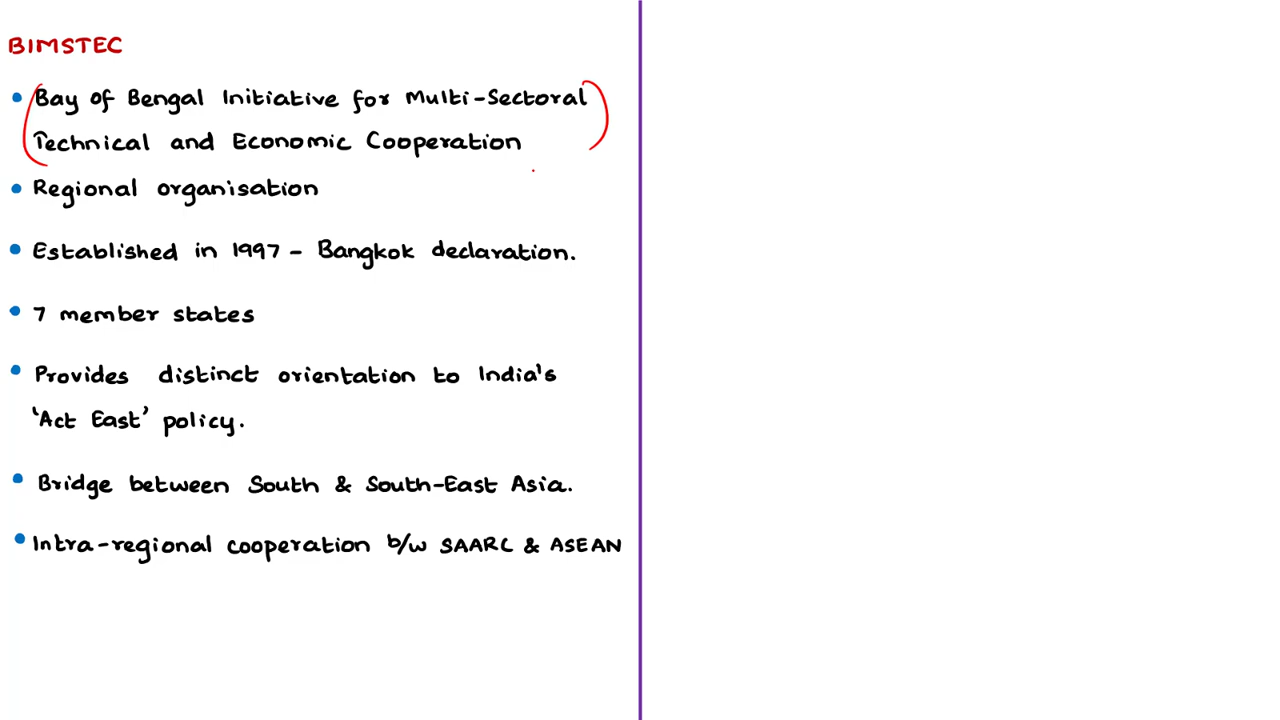 BIMSTEC
Bay of Bengal Initiative for Multi-Sectoral
Technical and Economic Cooperation
Regional organisation
Established in 1997 - Bangkok declaration.
7 member states
Provides distinct orientation to India's
'Act East' policy.
Bridge between South & South-East Asia.
Intra-regional cooperation b/w SAARC & ASEAN